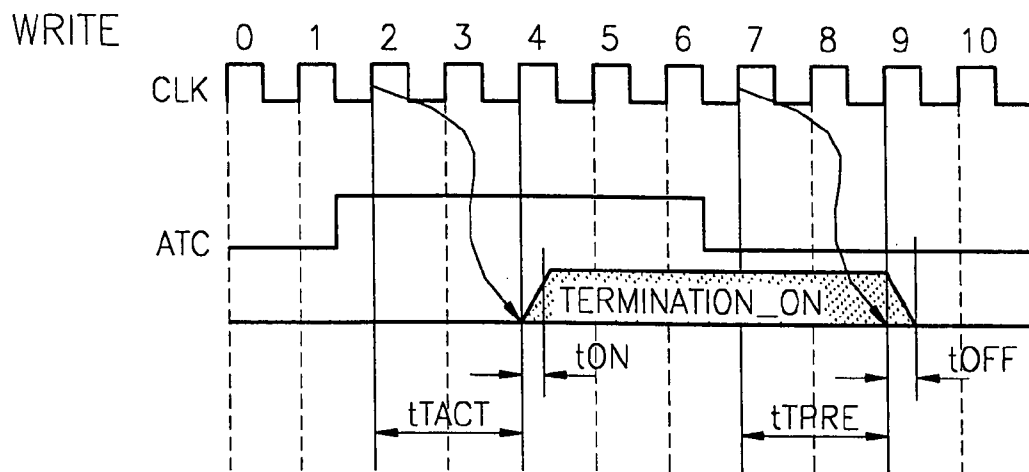 WRITE
0 1 2 3 4 5 6 7 8 9 10
CLK
ATC
TERMINATION_ON
tON
tOFF
tTACT
tTPRE